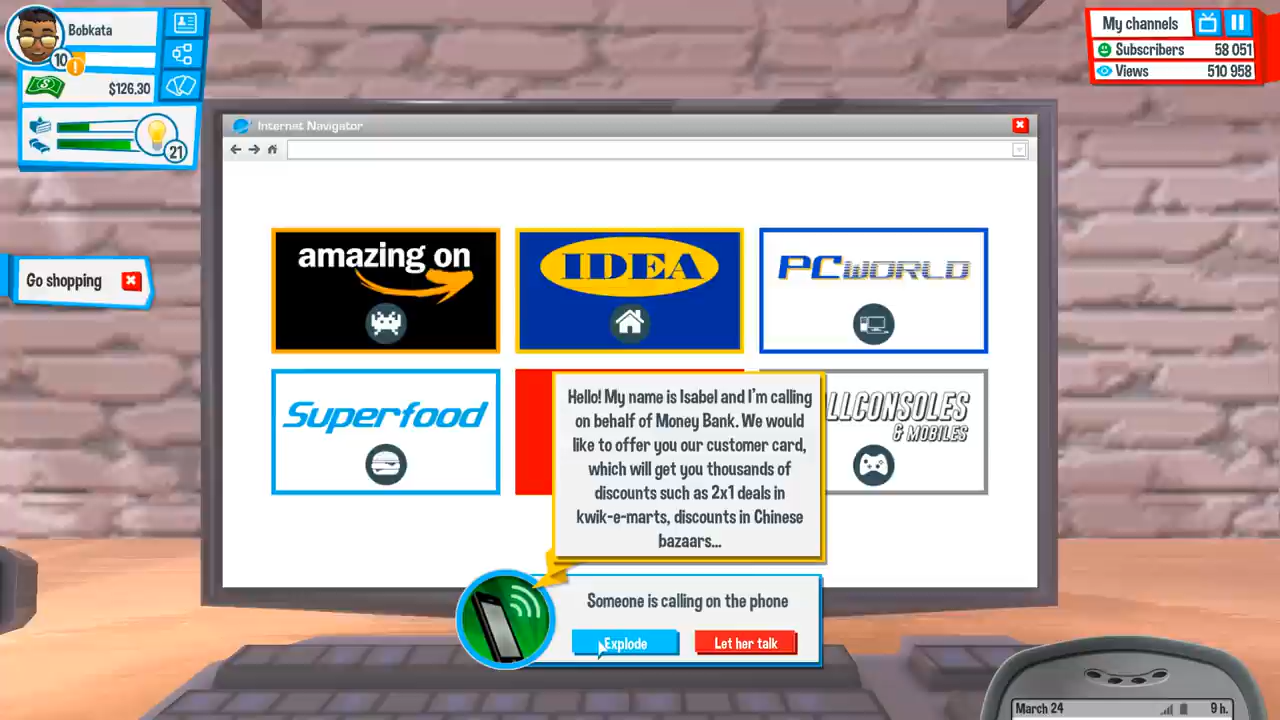 Bobkata
10
$126.30
21
My channels
Subscribers 58 051
Views 510 958
Internet Navigator
Go shopping
amazing on
IDEA
PCWORLD
Superfood
LLCONSOLES
& MOBILES
Hello! My name is Isabel and I'm calling
on behalf of Money Bank. We would
like to offer you our customer card,
which will get you thousands of
discounts such as 2x1 deals in
kwik-e-marts, discounts in Chinese
bazaars...
Someone is calling on the phone
Explode
Let her talk
March 24
9 h.